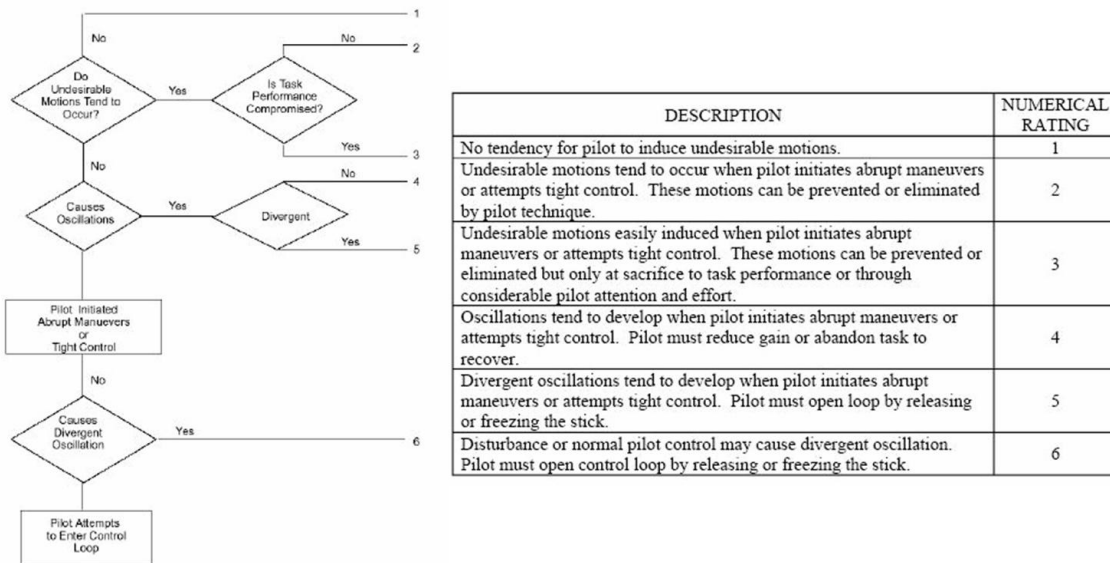 1
No
No
2
Do
Undesirable
Motions Tend to
Occur?
Yes
Is Task
Performance
Compromised?
Yes
3
No
No
4
Causes
Oscillations
Yes
Divergent
Yes
5
Pilot Initiated
Abrupt Manuevers
or
Tight Control
No
Causes
Divergent
Oscillation
Yes
6
Pilot Attempts
to Enter Control
Loop
DESCRIPTION
NUMERICAL
RATING
No tendency for pilot to induce undesirable motions.
1
Undesirable motions tend to occur when pilot initiates abrupt maneuvers
or attempts tight control. These motions can be prevented or eliminated
by pilot technique.
2
Undesirable motions easily induced when pilot initiates abrupt
maneuvers or attempts tight control. These motions can be prevented or
eliminated but only at sacrifice to task performance or through
considerable pilot attention and effort.
3
Oscillations tend to develop when pilot initiates abrupt maneuvers or
attempts tight control. Pilot must reduce gain or abandon task to
recover.
4
Divergent oscillations tend to develop when pilot initiates abrupt
maneuvers or attempts tight control. Pilot must open loop by releasing
or freezing the stick.
5
Disturbance or normal pilot control may cause divergent oscillation.
Pilot must open control loop by releasing or freezing the stick.
6